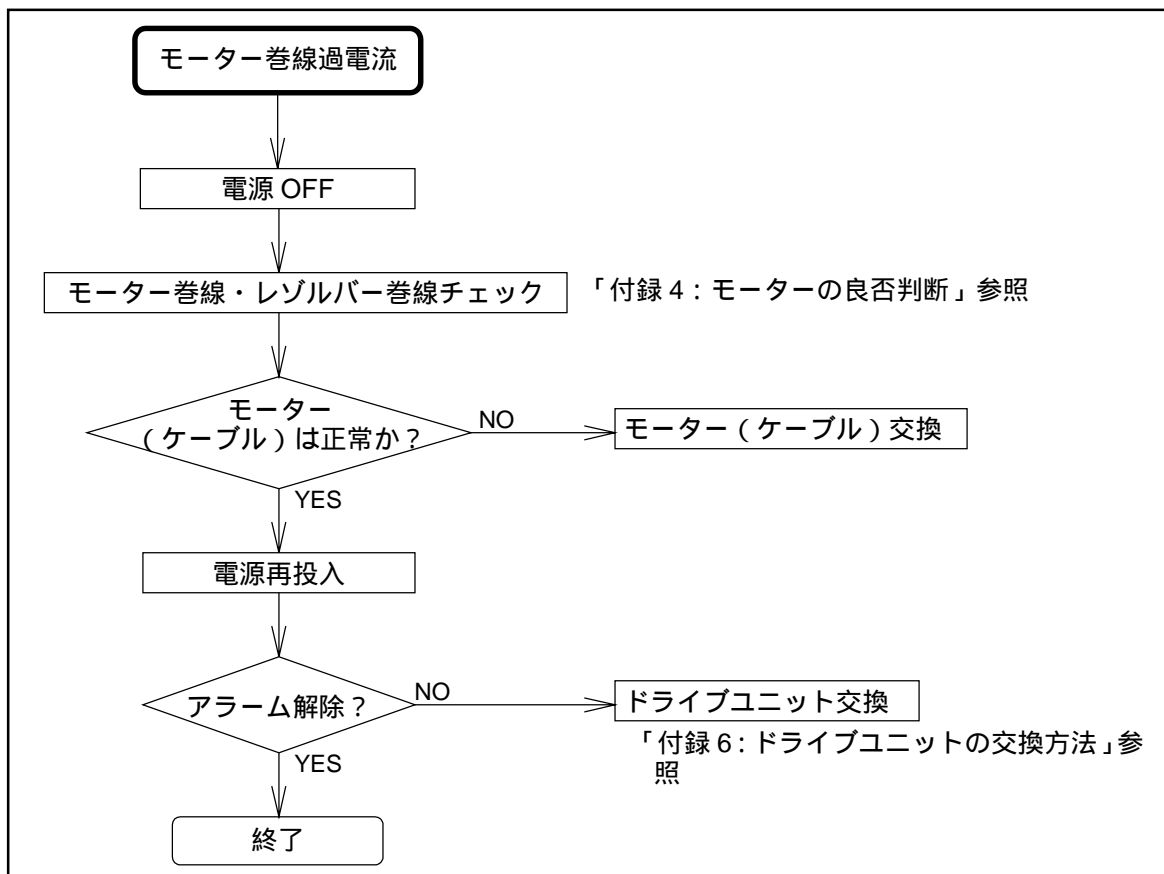 モーター巻線過電流
電源 OFF
モーター巻線・レゾルバー巻線チェック
「付録 4：モーターの良否判断」参照
モーター
（ケーブル）は正常か？
NO
モーター（ケーブル）交換
YES
電源再投入
アラーム解除？
NO
ドライブユニット交換
「付録 6：ドライブユニットの交換方法」参
照
YES
終了